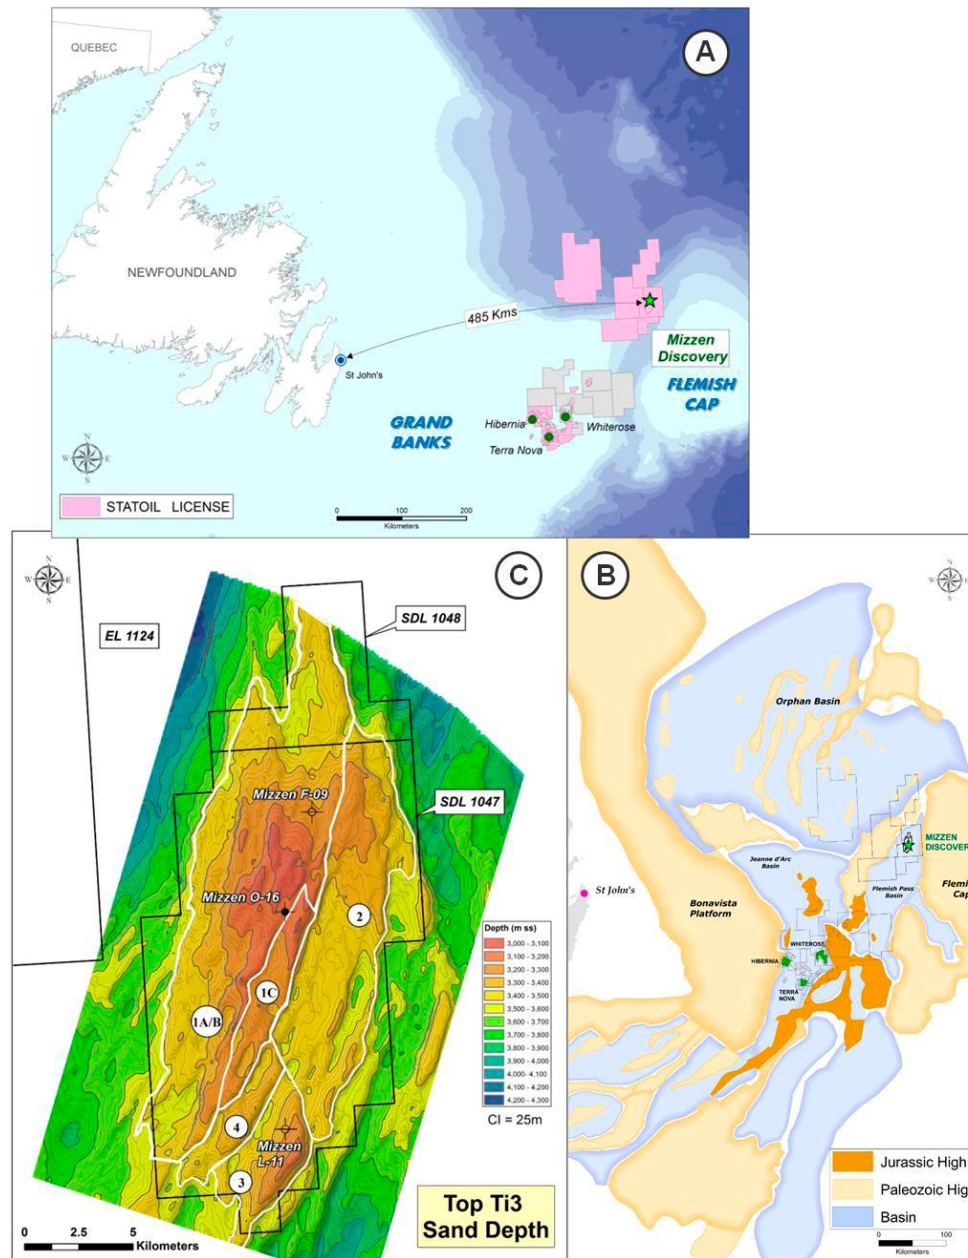 A
QUEBEC
NEWFOUNDLAND
485 Kms
Mizzen
Discovery
St John's
FLEMISH
CAP
GRAND
BANKS
Hibernia
Whiterose
Terra Nova
N
W
E
S
STATOIL LICENSE
0 100 200
Kilometers
C
N
W
E
S
SDL 1048
EL 1124
Mizzen F-09
SDL 1047
Mizzen O-16
2
1C
1A/B
4
Mizzen
L-11
3
Depth (m ss)
3,000 - 3,100
3,100 - 3,200
3,200 - 3,300
3,300 - 3,400
3,400 - 3,500
3,500 - 3,600
3,600 - 3,700
3,700 - 3,800
3,800 - 3,900
3,900 - 4,000
4,000- 4,100
4,100 - 4,200
4,200 - 4,300
CI = 25m
Top Ti3
Sand Depth
0 2.5 5
Kilometers
B
N
W
E
S
Orphan Basin
MIZZEN
DISCOVER
Jeanne d'Arc
Basin
Flemish Pass
Basin
Flemis
Cap
St John's
Bonavista
Platform
WHITEROSE
HIBERNIA
TERRA
NOVA
Jurassic High
Paleozoic Hig
Basin
0 100
Kilometers